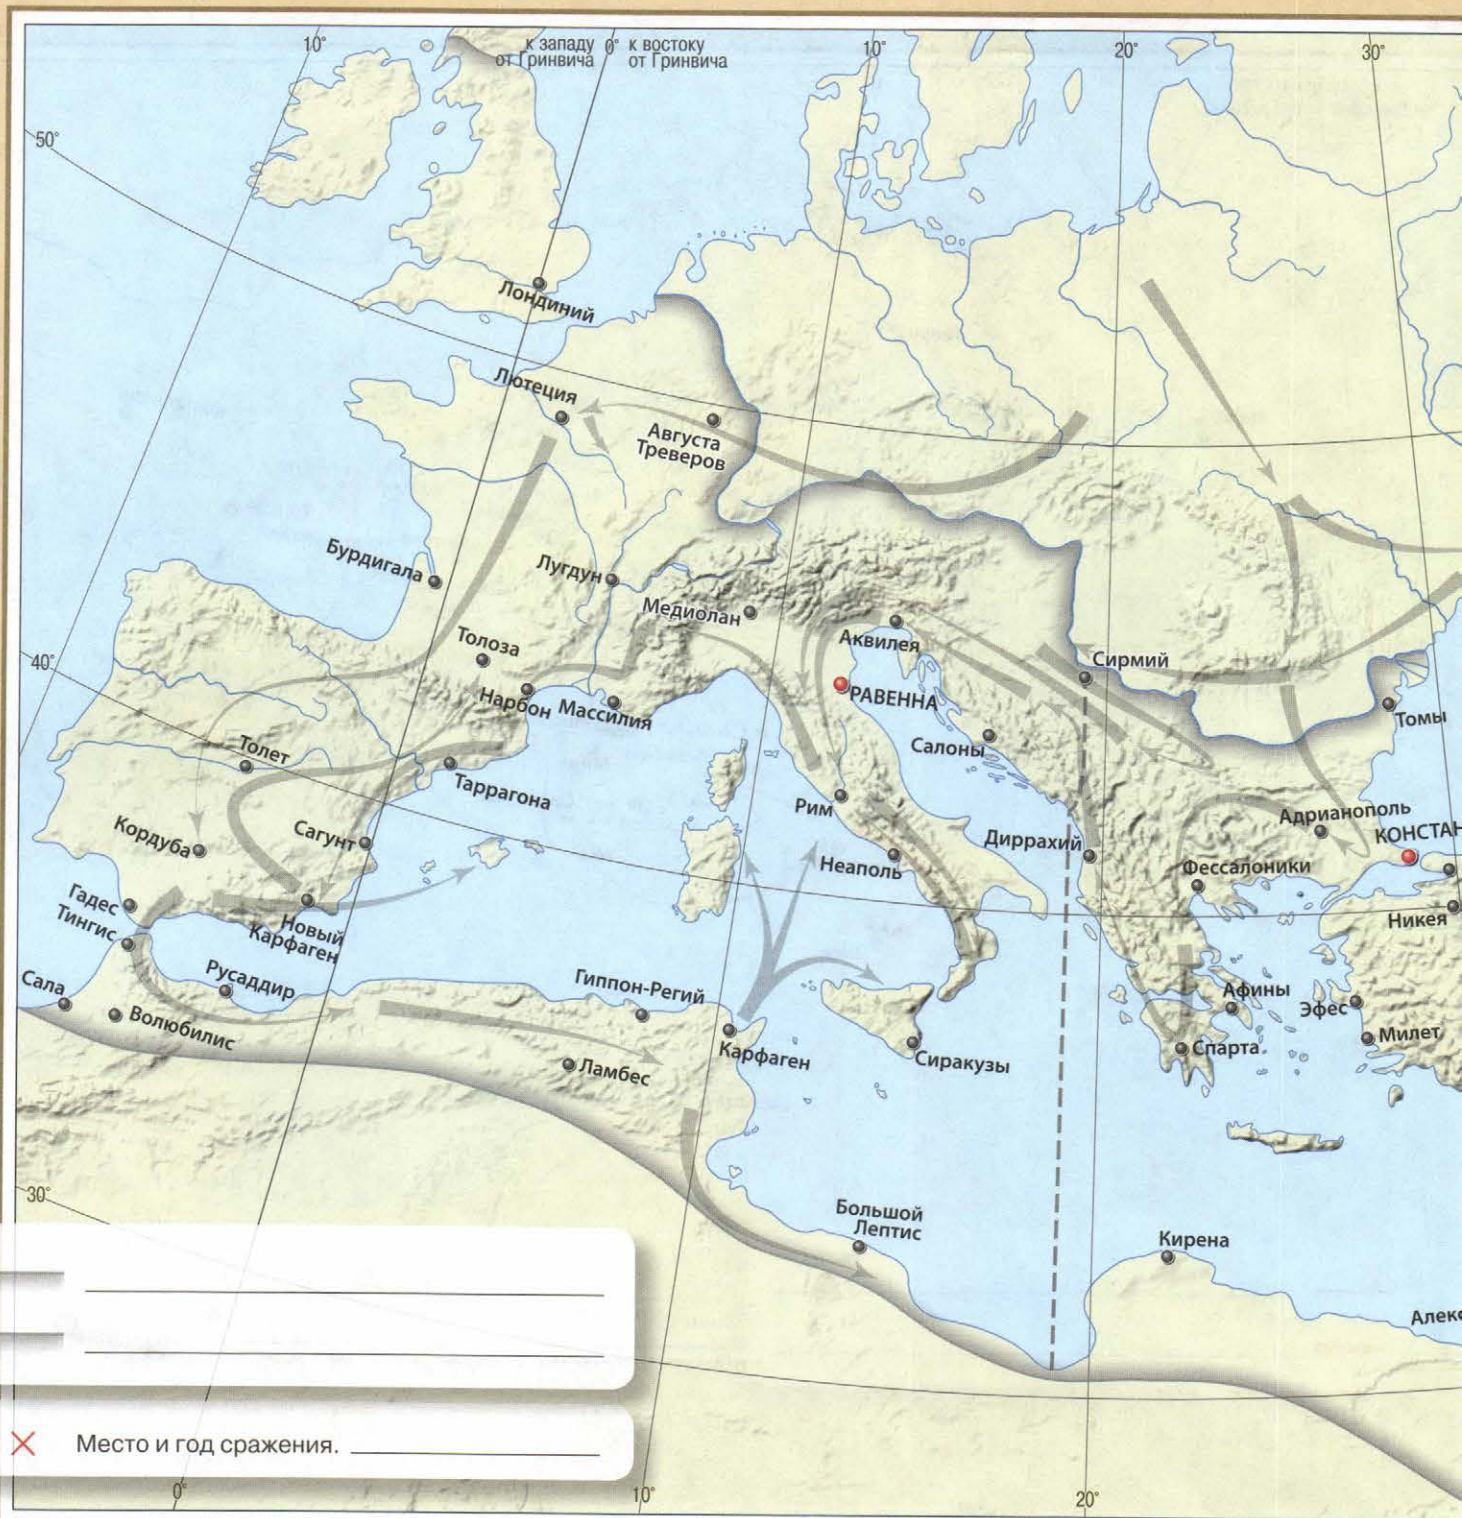 10°
к западу 0° к востоку
от Гринвича от Гринвича
10°
20°
30°
50°
Лондиний
Лютеция
Августа
Треверов
Бурдигала
Лугдун
Медиолан
Аквилея
40°
Толоза
Сирмий
Нарбон
Массилия
РАВЕННА
Томы
Толет
Салоны
Таррагона
Рим
Адрианополь
Кордуба
Сагунт
Диррахий
КОНСТАН
Неаполь
Фессалоники
Гадес
Тингис
Новый
Карфаген
Никея
Сала
Русаддир
Гиппон-Регий
Афины
Эфес
Волюбилис
Карфаген
Милет
Ламбес
Сиракузы
Спарта
30°
Большой
Лептис
Кирена
Алекс
Место и год сражения.
0°
10°
20°